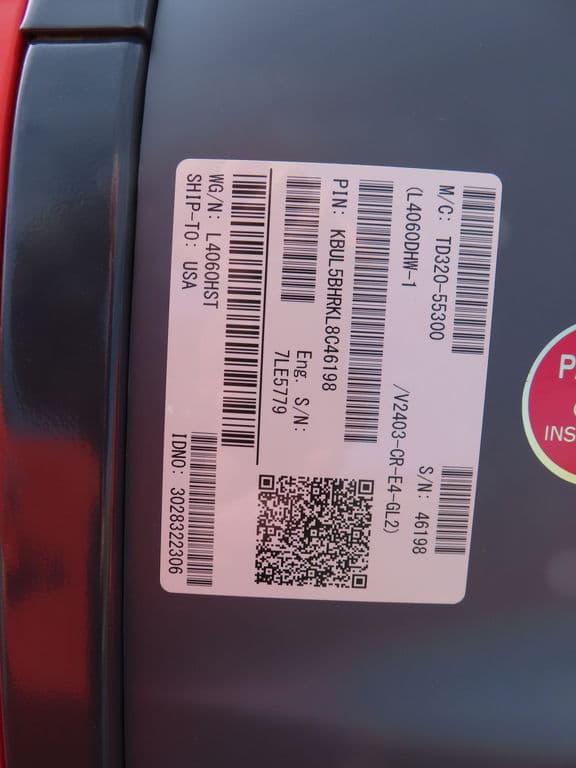 M/C: TD320-55300
S/N: 46198
(L4060DHW-1
/V2403-CR-E4-GL2)
PIN: KBUL5BHRKL8C46198
Eng. S/N:
7LE5779
WG/N: L4060HST
SHIP-TO: USA
IDNO: 3028322306
INS